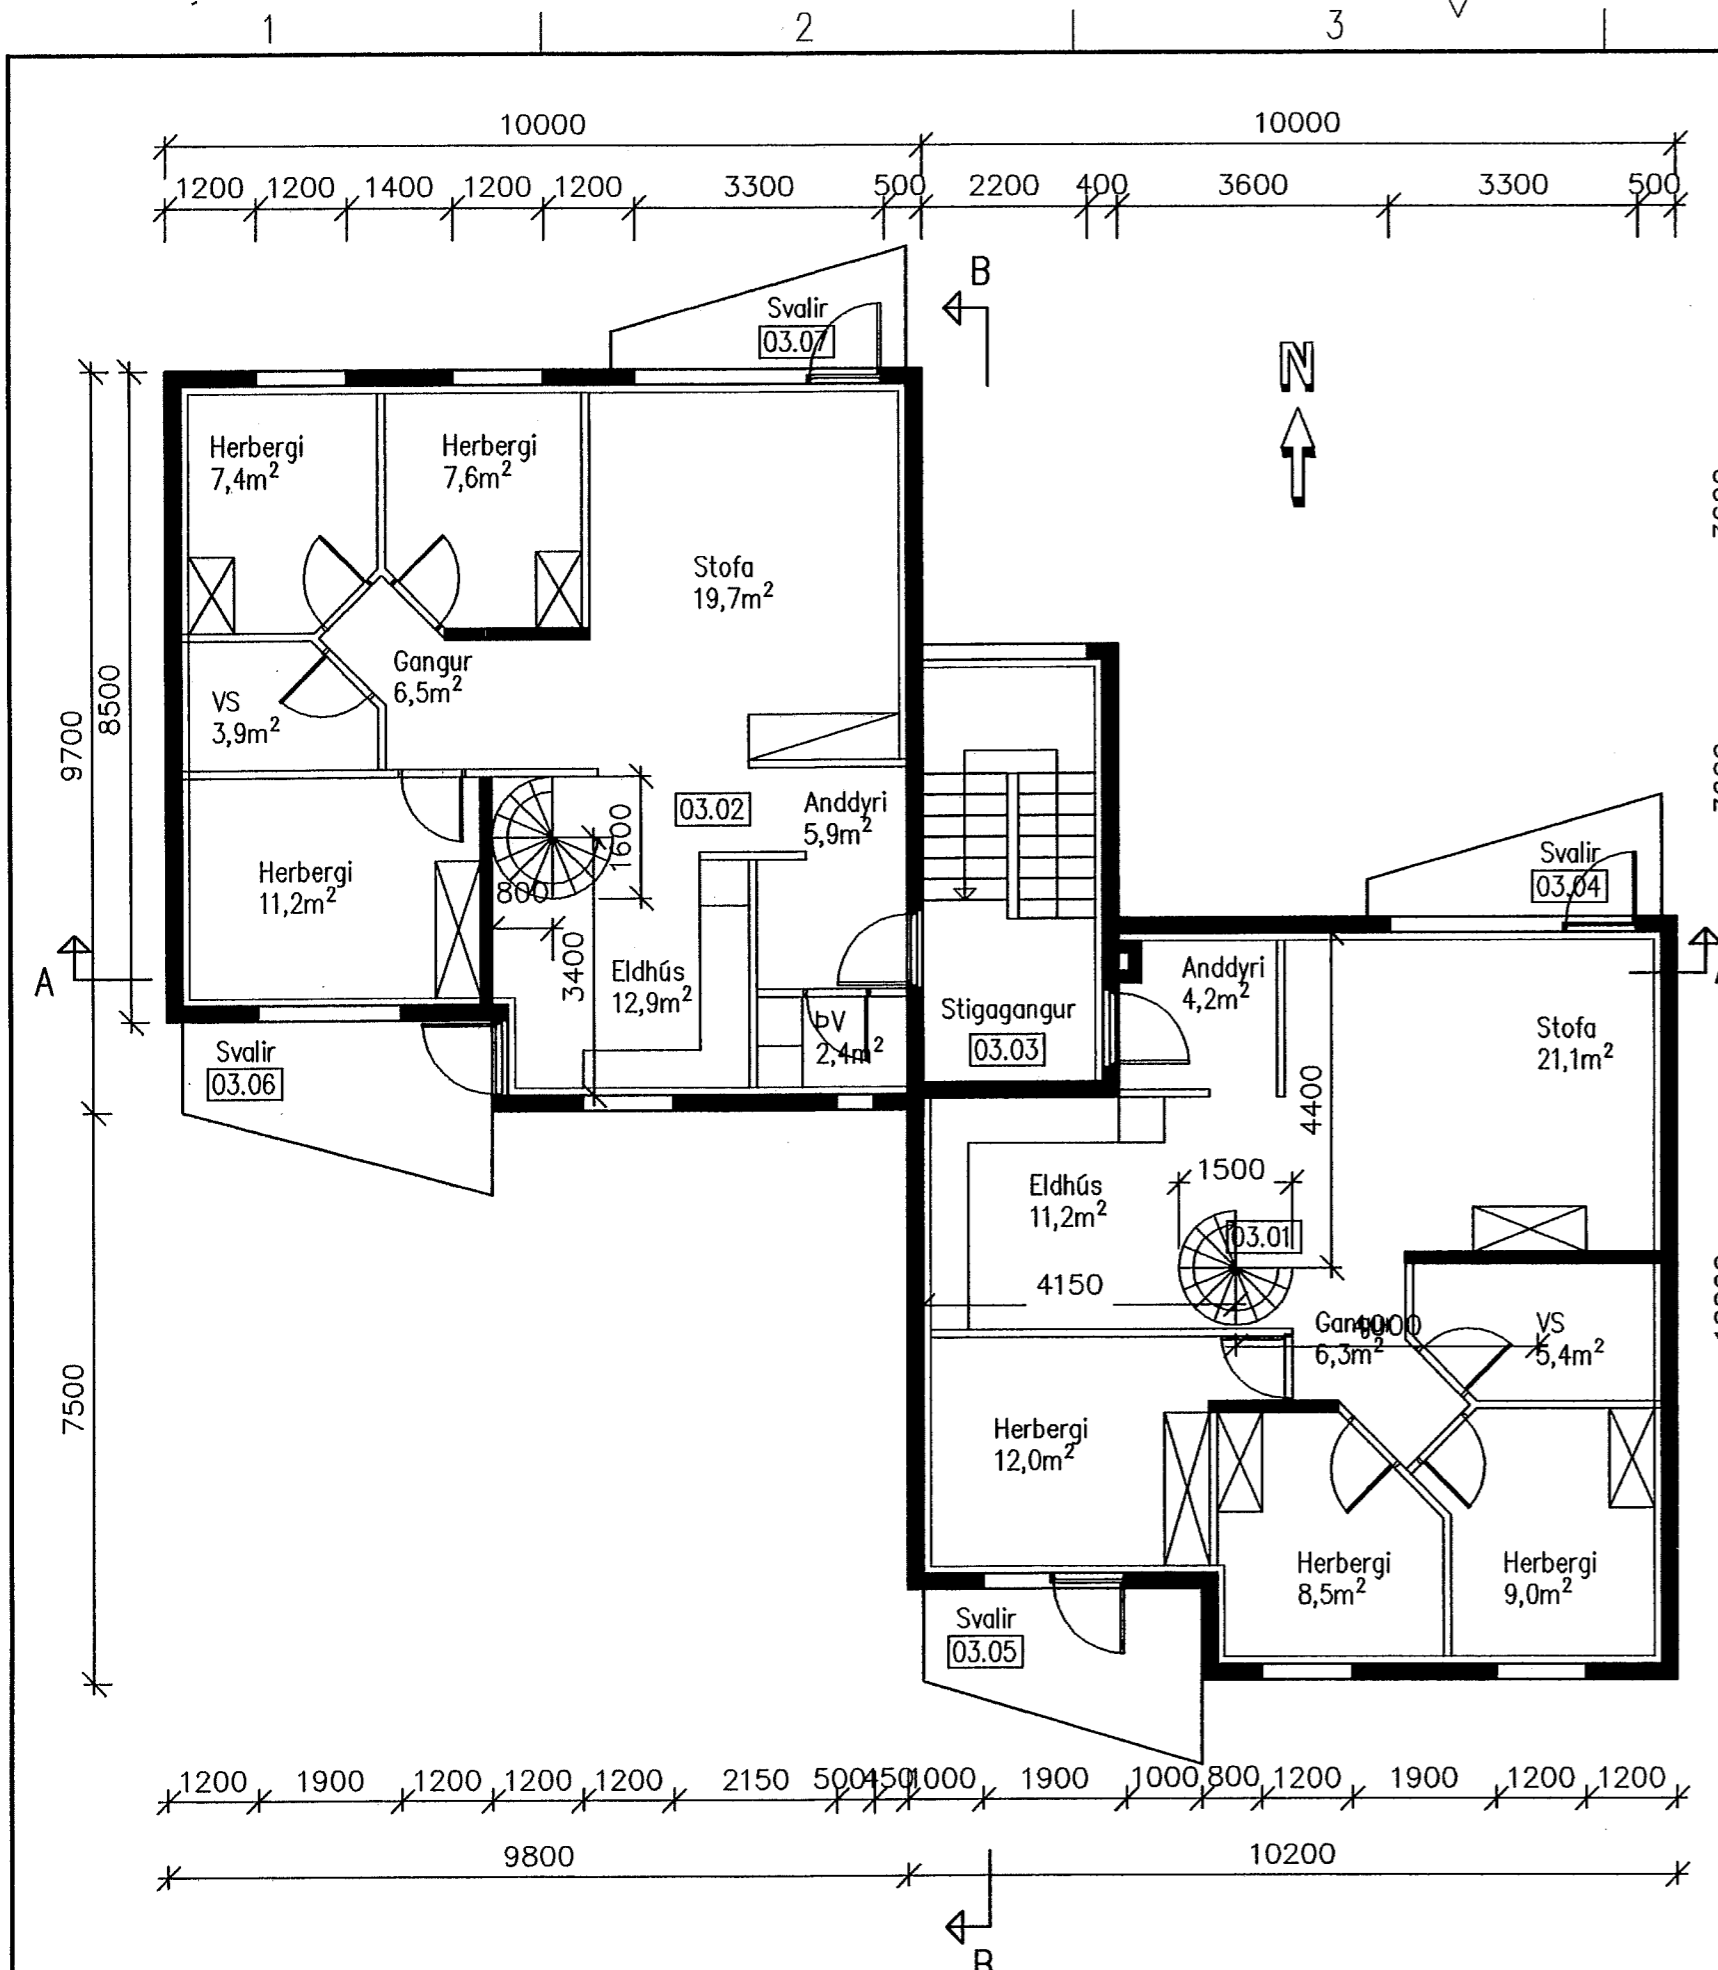 1 2 3
10000 10000
1200 1200 1400 1200 1200 3300 500 2200 400 3600 3300 500
B
N
Svalir
03.07
Herbergi
7,4m²
Herbergi
7,6m²
Stofa
19,7m²
Gangur
6,5m²
VS
3,9m²
9700
8500
03.02
Anddyri
5,9m²
1600
800
3400
Herbergi
11,2m²
Eldhús
12,9m²
ÞV
2,4m²
A
Svalir
03.06
Stigagangur
03.03
Svalir
03.04
Anddyri
4,2m²
Stofa
21,1m²
4400
1500
Eldhús
11,2m²
03.01
4150
Gangur
6,3m²
4000
VS
5,4m²
7500
Herbergi
12,0m²
Herbergi
8,5m²
Herbergi
9,0m²
Svalir
03.05
1200 1900 1200 1200 1200 2150 500 450 1000 1900 1000 800 1200 1900 1200 1200
9800 10200
B